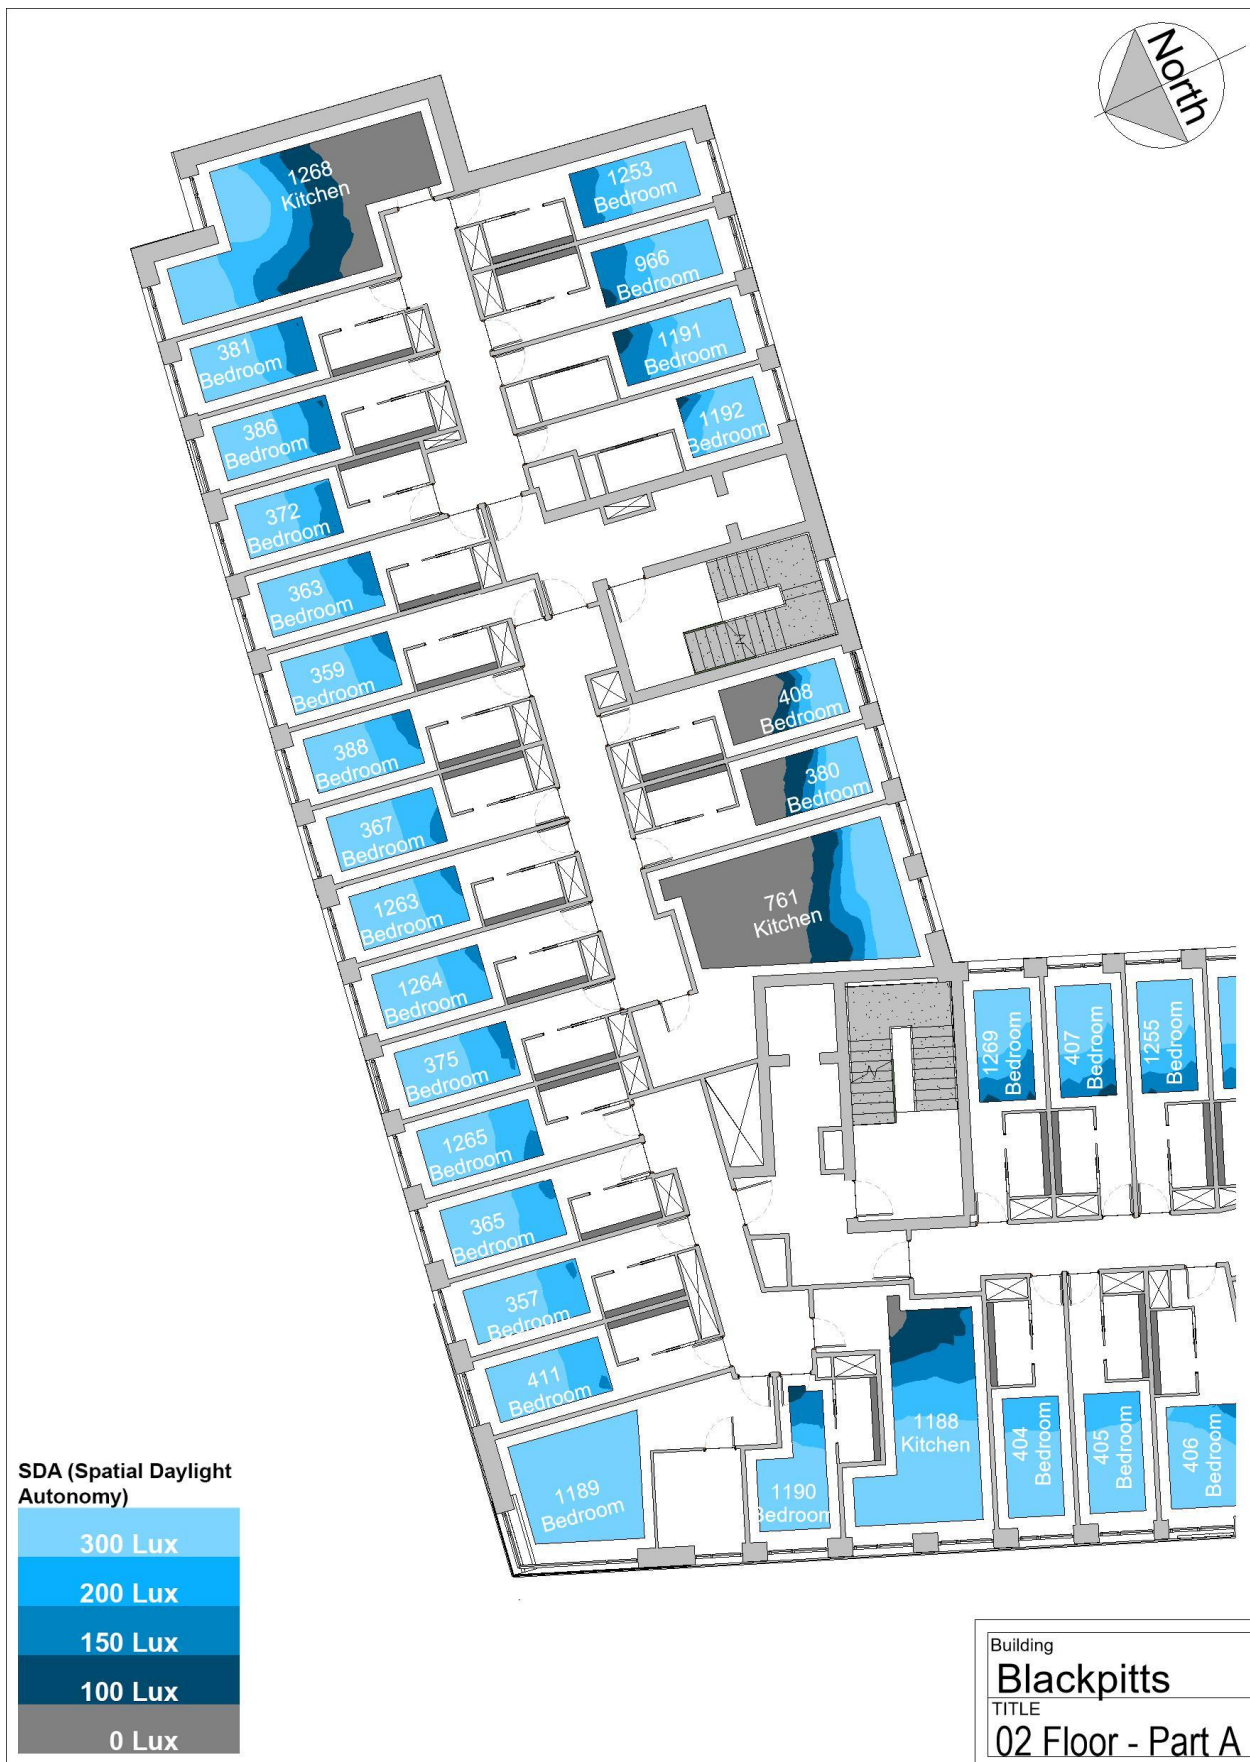 North
1268
Kitchen
1253
Bedroom
966
Bedroom
1191
Bedroom
1192
Bedroom
381
Bedroom
386
Bedroom
372
Bedroom
363
Bedroom
359
Bedroom
388
Bedroom
367
Bedroom
1263
Bedroom
1264
Bedroom
375
Bedroom
1265
Bedroom
365
Bedroom
357
Bedroom
411
Bedroom
1189
Bedroom
408
Bedroom
380
Bedroom
761
Kitchen
1269
Bedroom
407
Bedroom
1255
Bedroom
1190
Bedroom
1188
Kitchen
404
Bedroom
405
Bedroom
406
Bedroom
SDA (Spatial Daylight
Autonomy)
300 Lux
200 Lux
150 Lux
100 Lux
0 Lux
Building
Blackpitts
TITLE
02 Floor - Part A